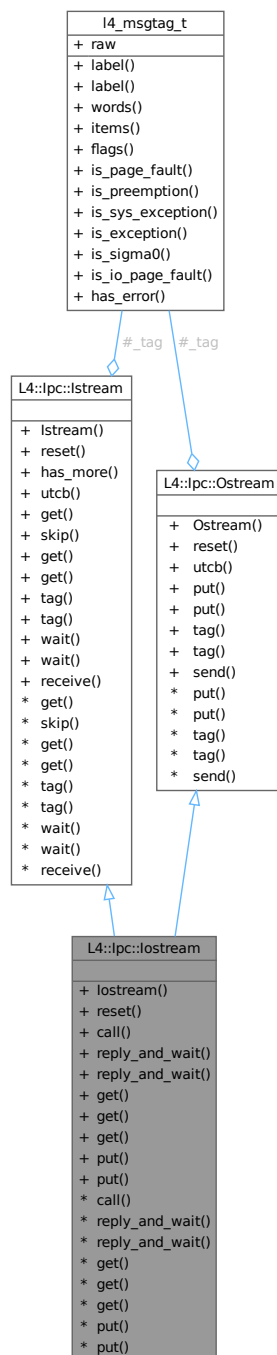 l4_msgtag_t
+ raw
+ label()
+ label()
+ words()
+ items()
+ flags()
+ is_page_fault()
+ is_preemption()
+ is_sys_exception()
+ is_exception()
+ is_sigma0()
+ is_io_page_fault()
+ has_error()
#_tag
#_tag
L4::Ipc::Istream
+ Istream()
+ reset()
+ has_more()
+ utcb()
+ get()
+ skip()
+ get()
+ get()
+ tag()
+ tag()
+ wait()
+ wait()
+ receive()
* get()
* skip()
* get()
* get()
* tag()
* tag()
* wait()
* wait()
* receive()
L4::Ipc::Ostream
+ Ostream()
+ reset()
+ utcb()
+ put()
+ put()
+ tag()
+ tag()
+ send()
* put()
* put()
* tag()
* tag()
* send()
L4::Ipc::Iostream
+ Iostream()
+ reset()
+ call()
+ reply_and_wait()
+ reply_and_wait()
+ get()
+ get()
+ get()
+ put()
+ put()
* call()
* reply_and_wait()
* reply_and_wait()
* get()
* get()
* get()
* put()
* put()